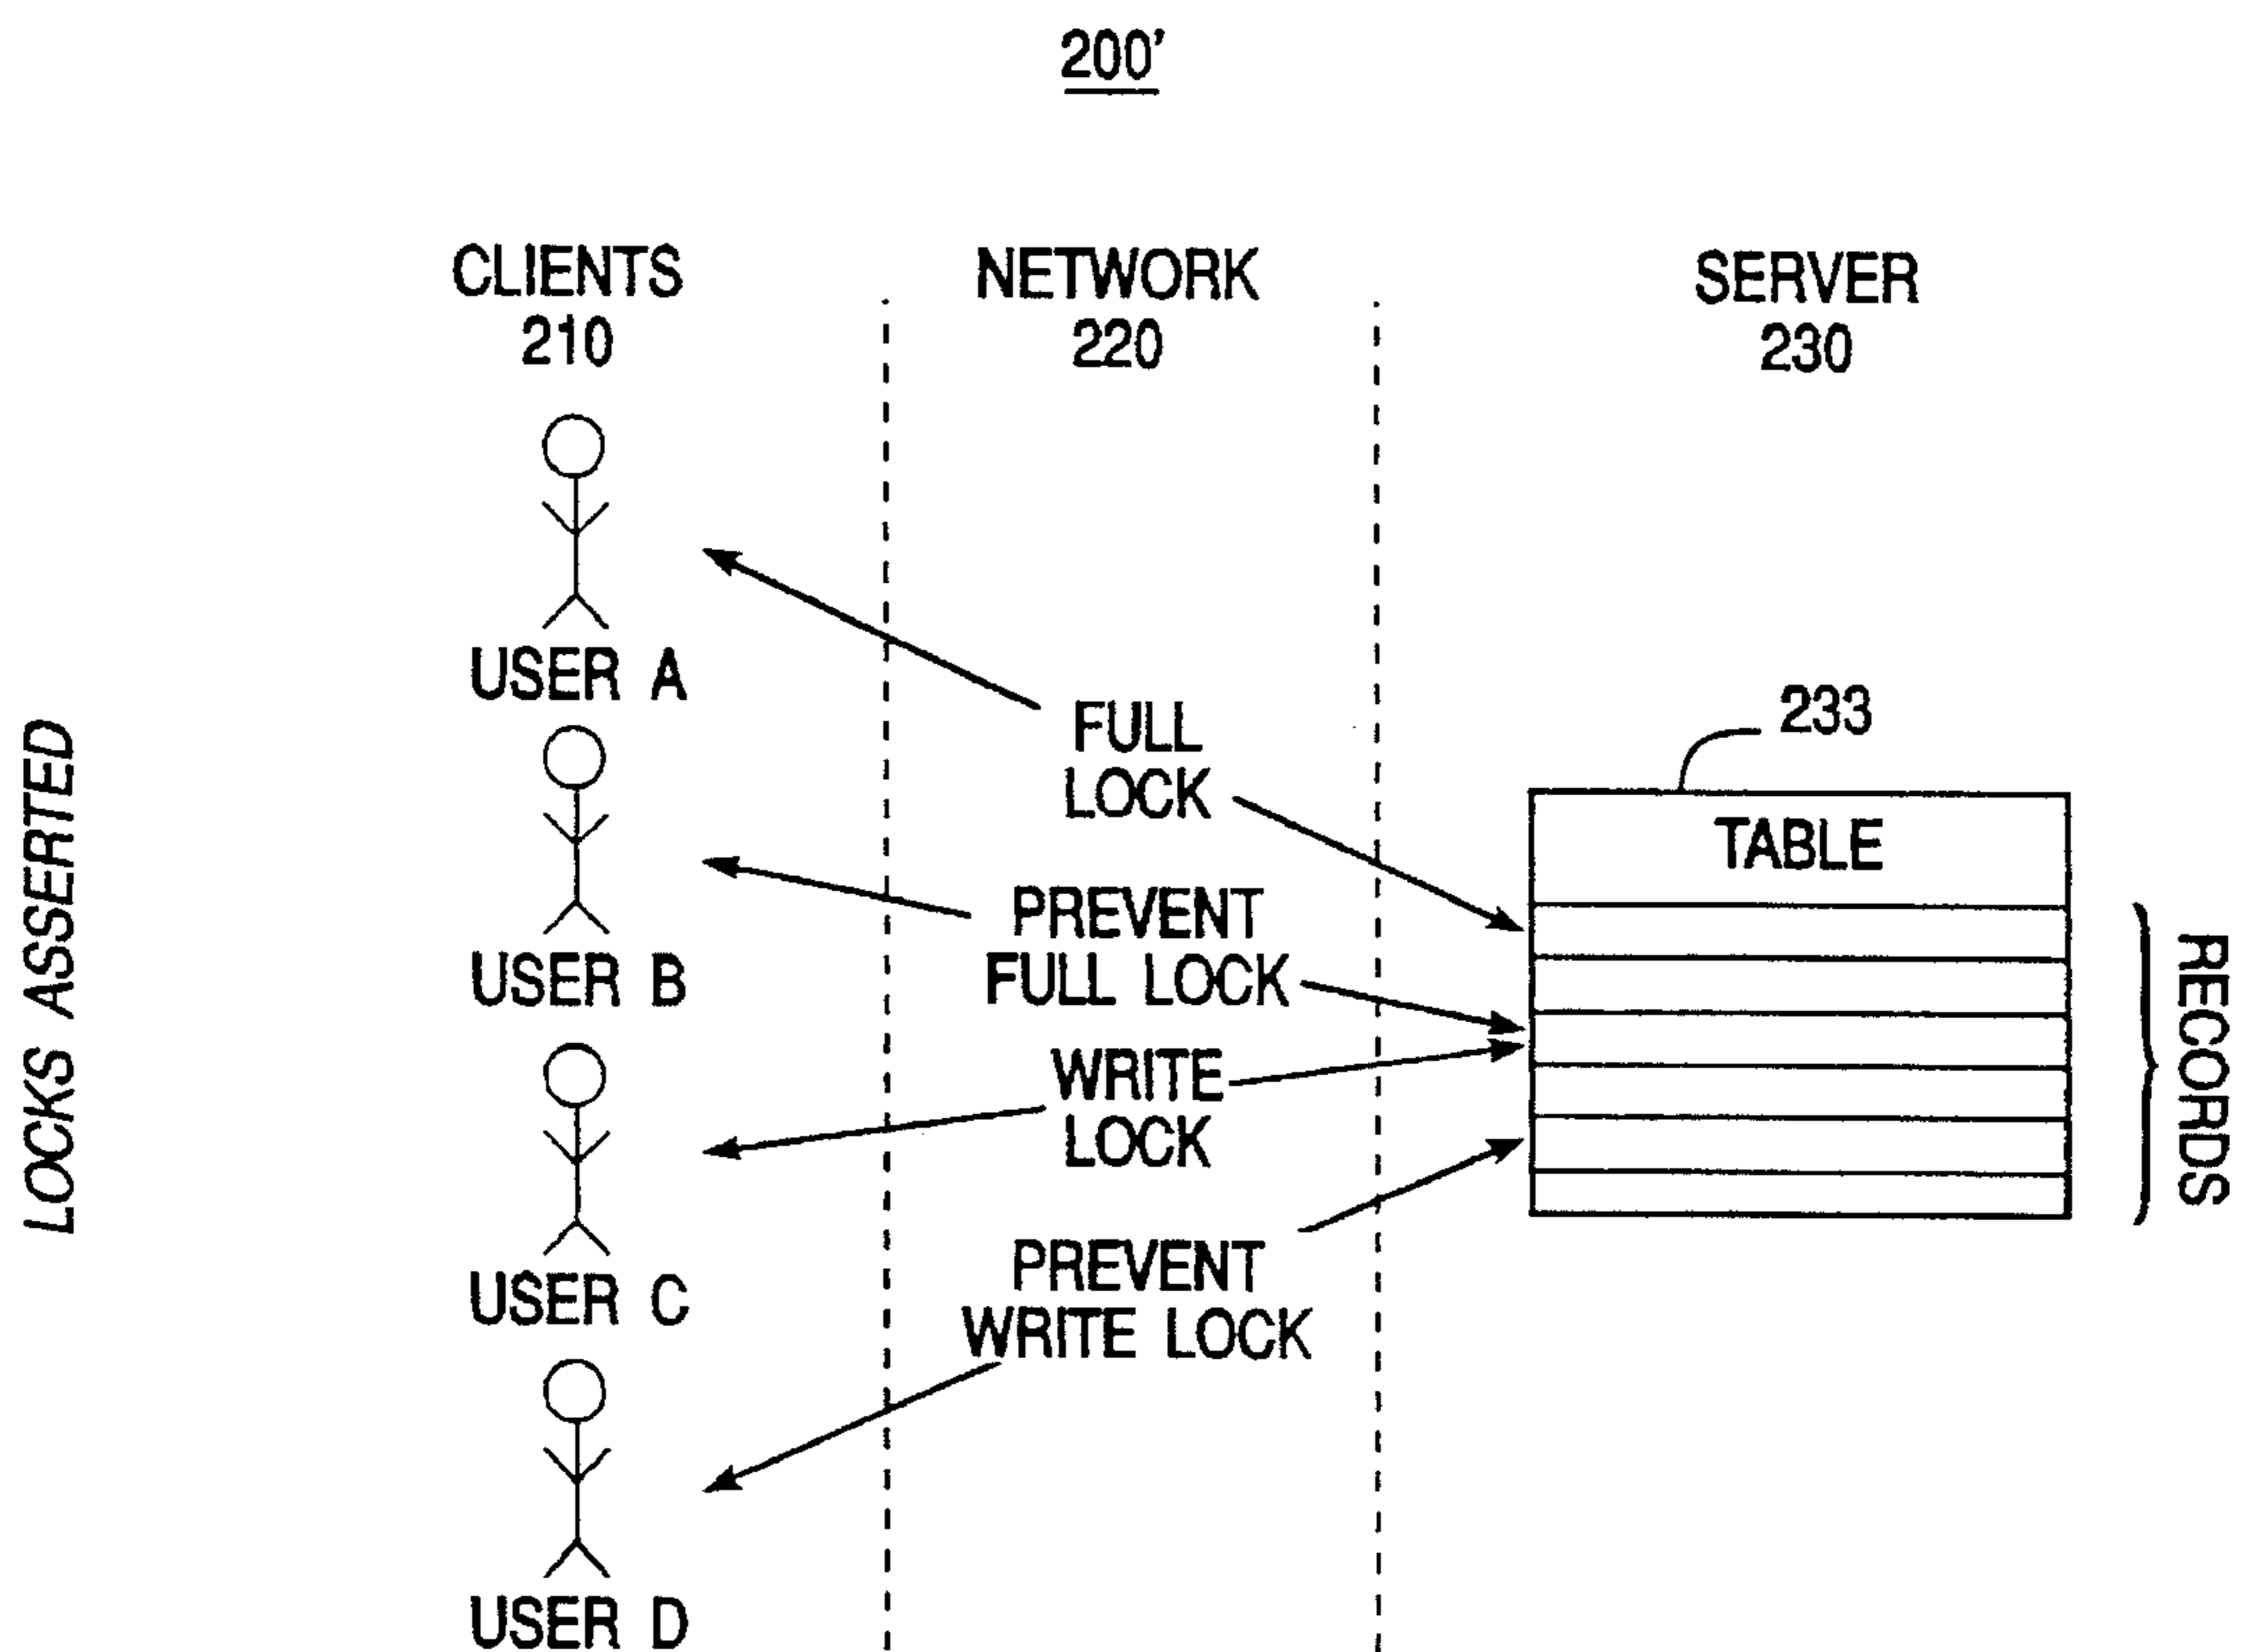 200'
CLIENTS
210
NETWORK
220
SERVER
230
USER A
USER B
USER C
USER D
FULL
LOCK
PREVENT
FULL LOCK
WRITE
LOCK
PREVENT
WRITE LOCK
233
TABLE
RECORDS
LOCKS ASSERTED